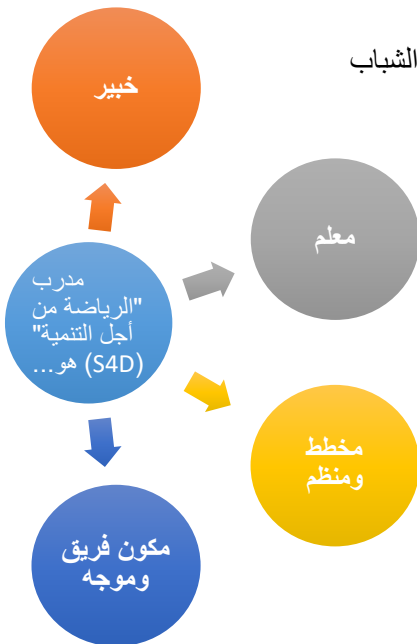 الشباب
خبير
معلم
مدرب
"الرياضة من
أجل التنمية"
(S4D) هو...
مخطط
ومنظم
مكون فريق
وموجه